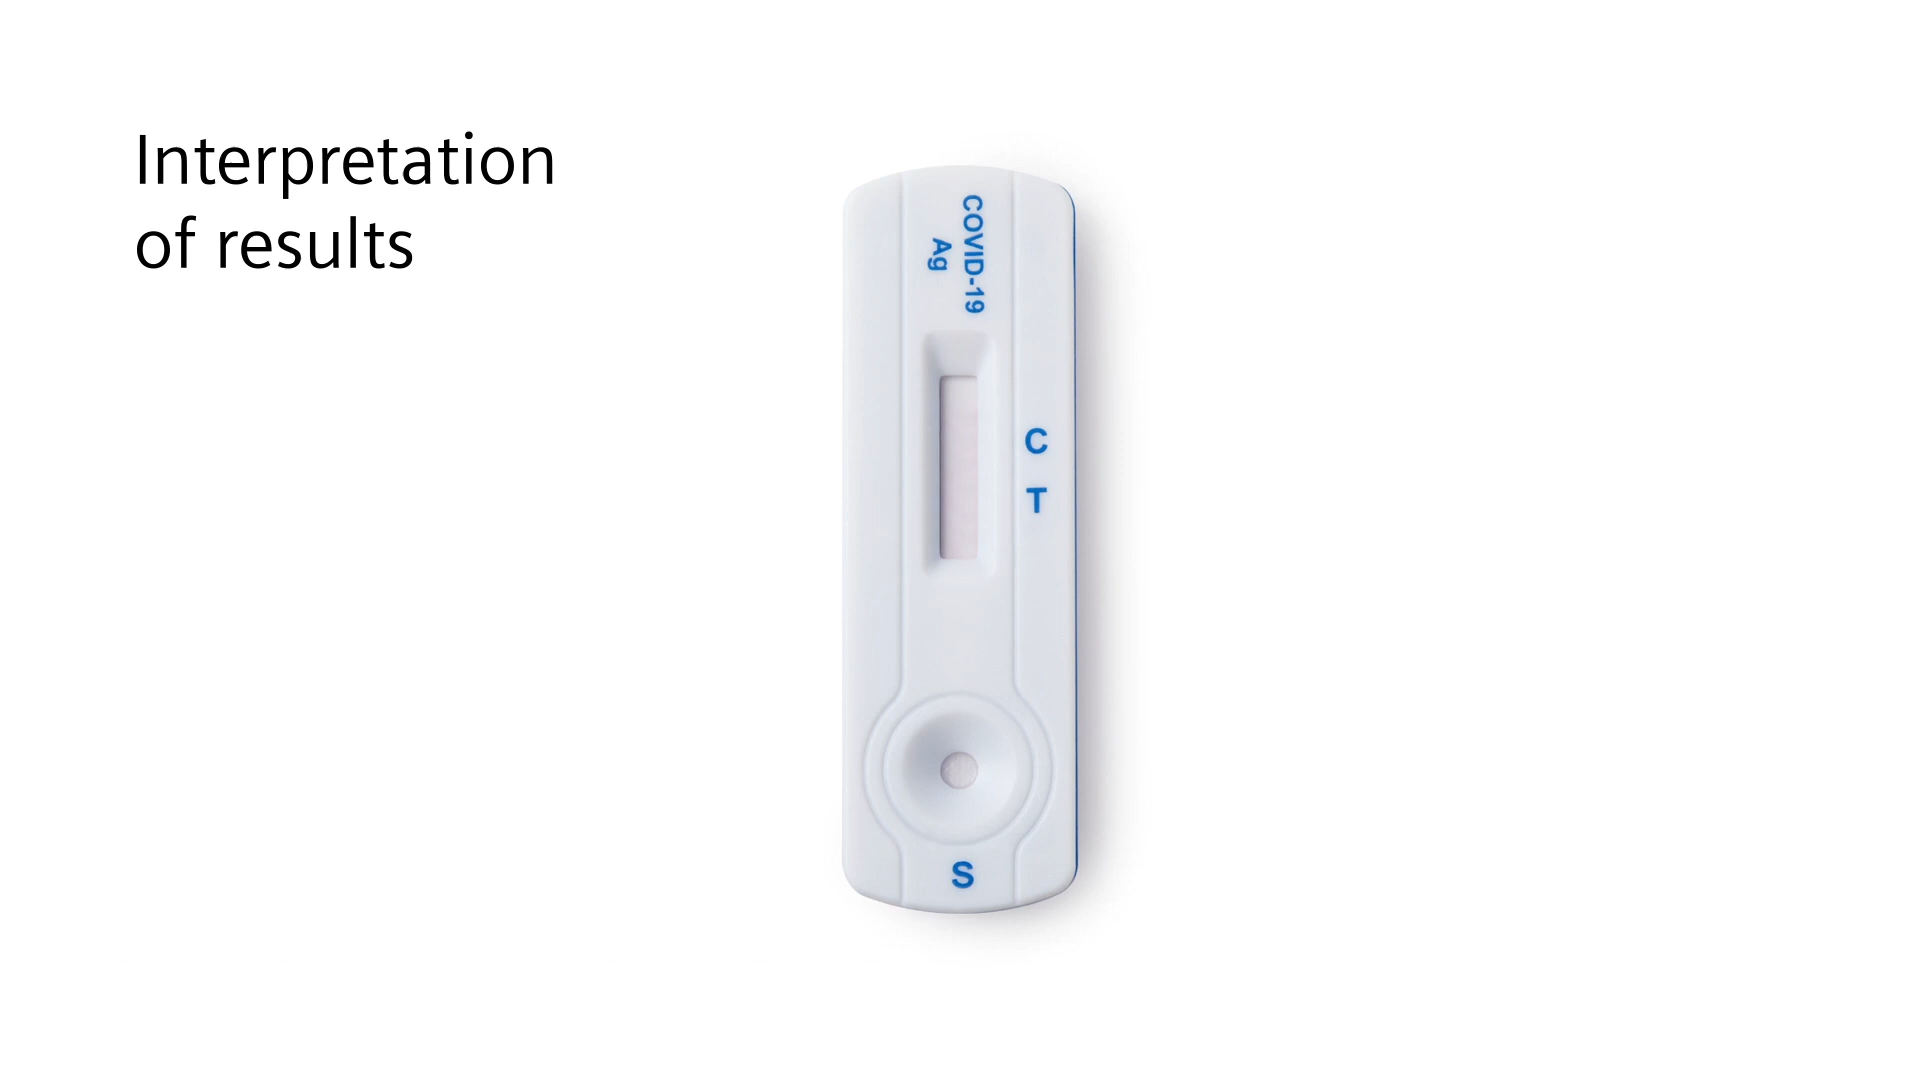 Interpretation
of results
COVID-19
Ag
C
T
S